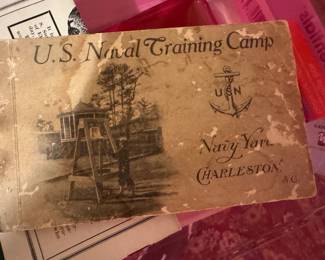 U.S. Naval Training Camp
U N
Navy Yard
CHARLESTON
S.C.